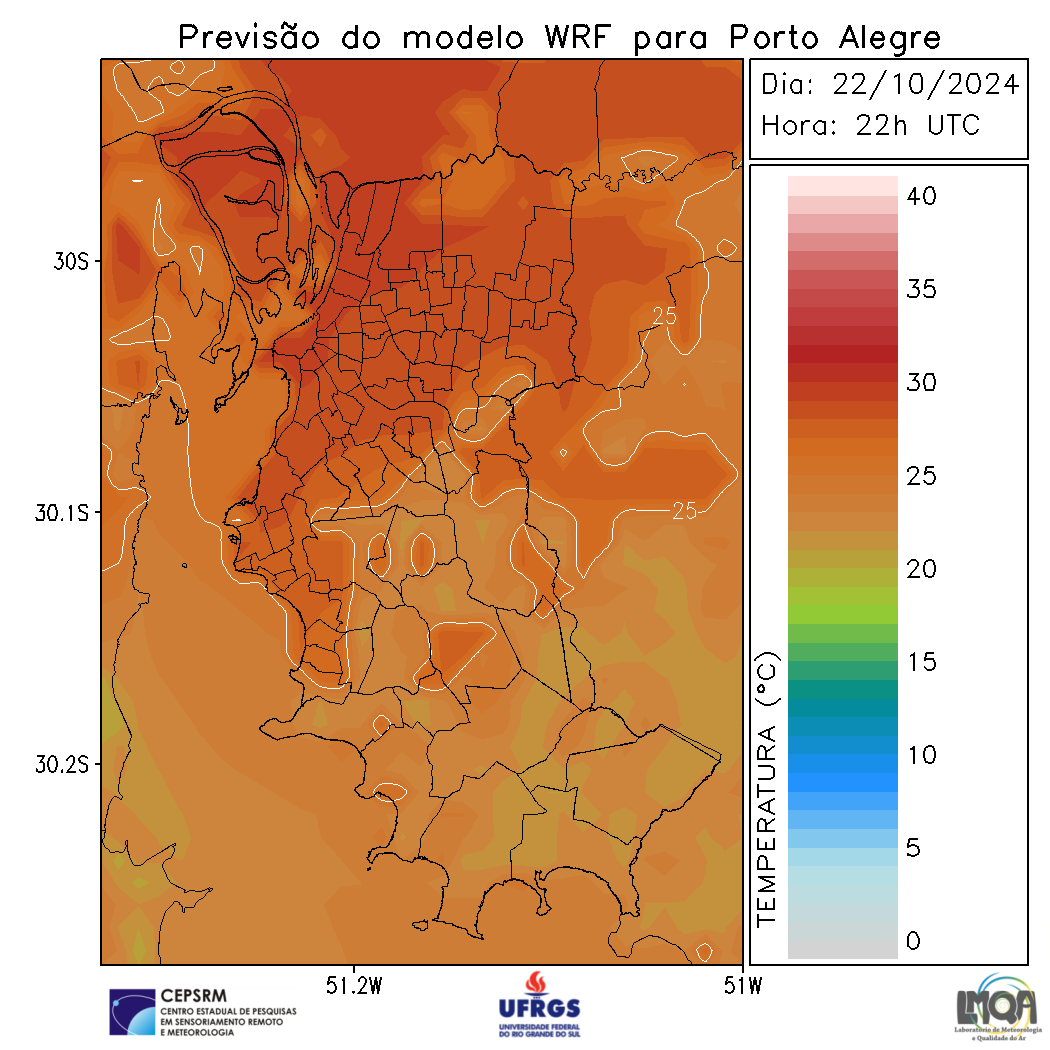 Previsão do modelo WRF para Porto Alegre
Dia: 22/10/2024
Hora: 22h UTC
30S
30.1S
30.2S
51.2W
51W
25
25
TEMPERATURA (°C)
40
35
30
25
20
15
10
5
0
CEPSRM
CENTRO ESTADUAL DE PESQUISAS
EM SENSORIAMENTO REMOTO
E METEOROLOGIA
UFRGS
UNIVERSIDADE FEDERAL
DO RIO GRANDE DO SUL
LMQA
Laboratório de Meteorologia
e Qualidade do Ar